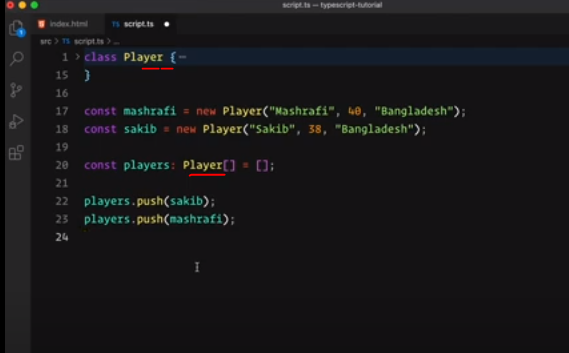 script.ts — typescript-tutorial
index.html TS script.ts
src > TS script.ts > ...
1 > class Player { ⋯
15 }
16
17 const mashrafi = new Player("Mashrafi", 40, "Bangladesh");
18 const sakib = new Player("Sakib", 38, "Bangladesh");
19
20 const players: Player[] = [];
21
22 players.push(sakib);
23 players.push(mashrafi);
24